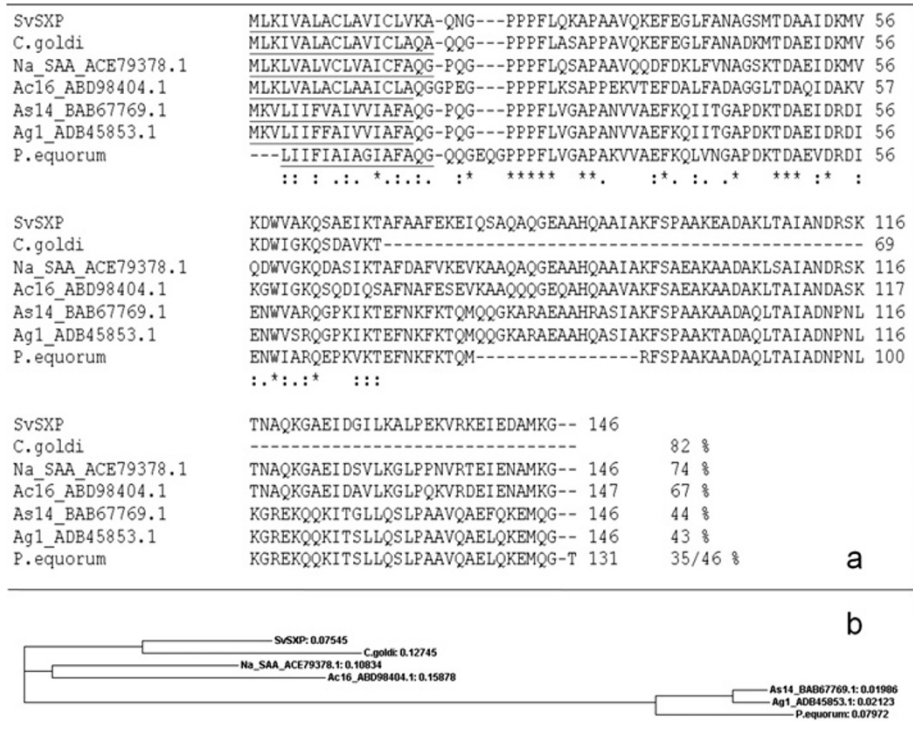 SvSXP MLKIVALACLAVICLVKA-QNG---PPPFLQKAPAAVQKEFEGLFANAGSMTDAAIDKMV 56
C.goldi MLKIVALACLAVICLAQA-QQG---PPPFLASAPPAVQKEFEGLFANADKMTDAEIDKMV 56
Na_SAA_ACE79378.1 MLKLVALVCLVAICFAQG-PQG---PPPFLQSAPAAVQQDFDKLFVNAGSKTDAEIDKMV 56
Ac16_ABD98404.1 MLKLVALACLAAICLAQGGPEG---PPPFLKSAPPEKVTEFDALFADAGGLTDAQIDAKV 57
As14_BAB67769.1 MKVLIIFVAIVVIAFAQG-PQG---PPPFLVGAPANVVAEFKQIITGAPDKTDAEIDRDI 56
Ag1_ADB45853.1 MKVLIIFFAIVVIAFAQG-PQG---PPPFLVGAPANVVAEFKQIITGAPDKTDAEIDRDI 56
P.equorum ---LIIFIAIAGIAFAQG-QQGEQGPPPFLVGAPAKVVAEFKQLVNGAPDKTDAEVDRDI 56
:: : .:. *.:.:. :* ***** **. :*.: . .* *** :* :
SvSXP KDWVAKQSAEIKTAFAAFEKEIQSAQAQGEAAHQAAIAKFSPAAKEADAKLTAIANDRSK 116
C.goldi KDWIGKQSDAVKT----------------------------------------------- 69
Na_SAA_ACE79378.1 QDWVGKQDASIKTAFDAFVKEVKAAQAQGEAAHQAAIAKFSAEAKAADAKLSAIANDRSK 116
Ac16_ABD98404.1 KGWIGKQSQDIQSAFNAFESEVKAAQQQGEQAHQAAVAKFSAEAKAADAKLTAIANDASK 117
As14_BAB67769.1 ENWVARQGPKIKTEFNKFKTQMQQGKARAEAAHRASIAKFSPAAKAADAQLTAIADNPNL 116
Ag1_ADB45853.1 ENWVSRQGPKIKTEFNKFKTQMQQGKARAEAAHQASIAKFSPAAKTADAQLTAIADNPNL 116
P.equorum ENWIARQEPKVKTEFNKFKTQM----------------RFSPAAKAADAQLTAIADNPNL 100
:.*:.:* :::
SvSXP TNAQKGAEIDGILKALPEKVRKEIEDAMKG-- 146
C.goldi -------------------------------- 82 %
Na_SAA_ACE79378.1 TNAQKGAEIDSVLKGLPPNVRTEIENAMKG-- 146 74 %
Ac16_ABD98404.1 TNAQKGAEIDAVLKGLPQKVRDEIENAMKG-- 147 67 %
As14_BAB67769.1 KGREKQQKITGLLQSLPAAVQAEFQKEMQG-- 146 44 %
Ag1_ADB45853.1 KGREKQQKITSLLQSLPAAVQAELQKEMQG-- 146 43 %
P.equorum KGREKQQKITSLLQSLPAAVQAELQKEMQG-T 131 35/46 %
a
b
SvSXP: 0.07545
C.goldi: 0.12745
Na_SAA_ACE79378.1: 0.10834
Ac16_ABD98404.1: 0.15878
As14_BAB67769.1: 0.01986
Ag1_ADB45853.1: 0.02123
P.equorum: 0.07972